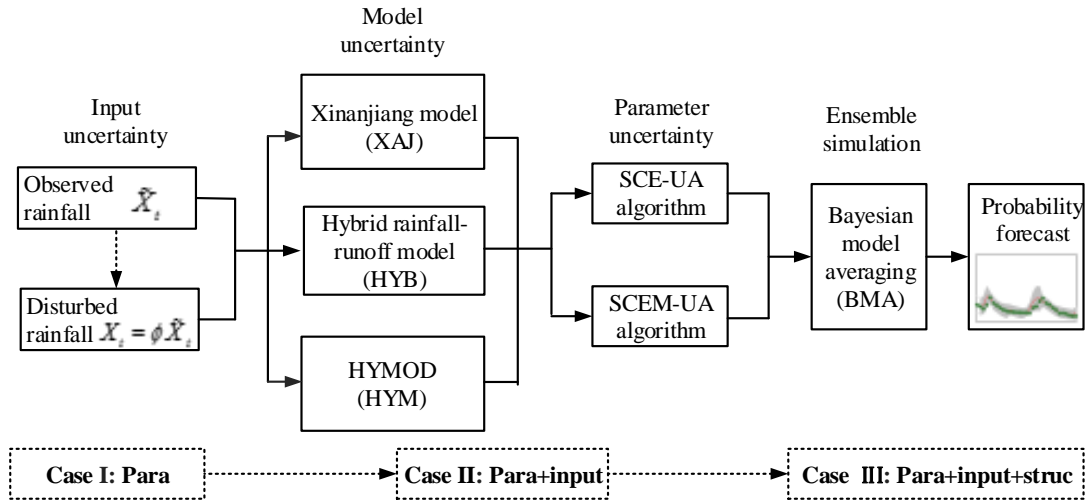 Input
uncertainty
Observed
rainfall X̃ₜ
Disturbed
rainfall Xₜ = ϕX̃ₜ
Model
uncertainty
Xinanjiang model
(XAJ)
Hybrid rainfall-
runoff model
(HYB)
HYMOD
(HYM)
Parameter
uncertainty
SCE-UA
algorithm
SCEM-UA
algorithm
Ensemble
simulation
Bayesian
model
averaging
(BMA)
Probability
forecast
Case I: Para
Case II: Para+input
Case III: Para+input+struc